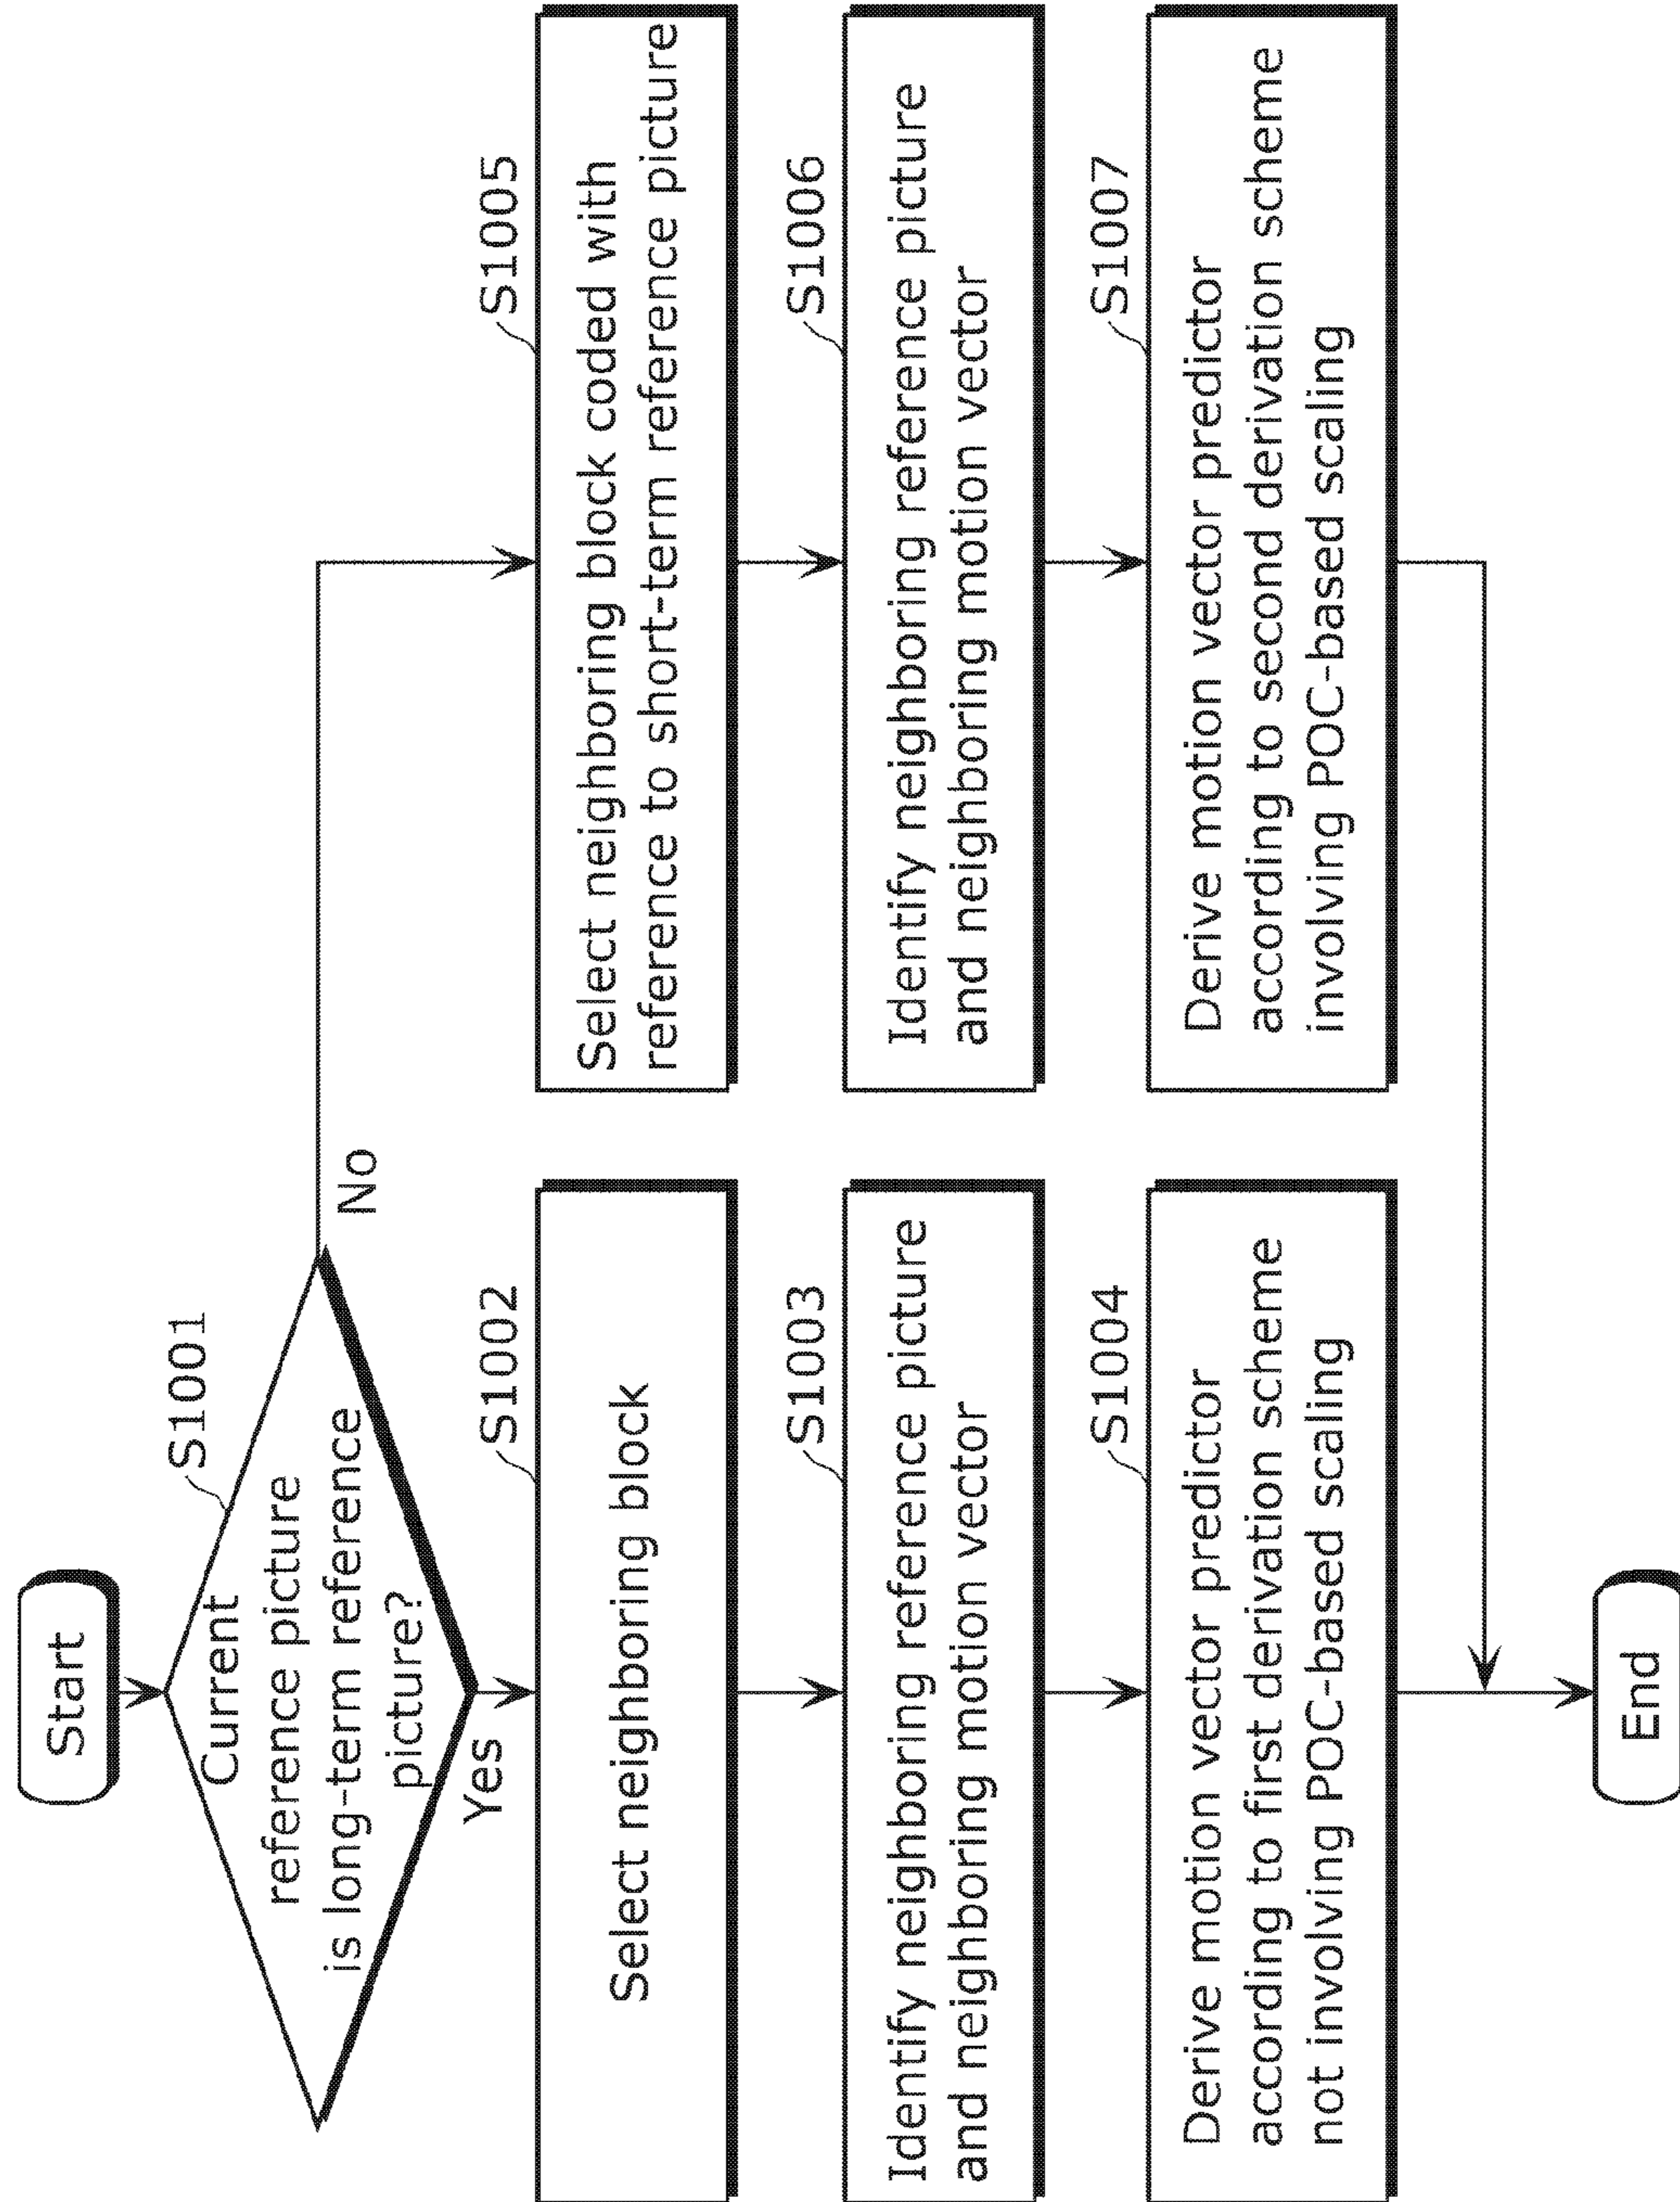 Start
S1001
Current
reference picture
is long-term reference
picture?
Yes
No
S1002
Select neighboring block
S1003
Identify neighboring reference picture
and neighboring motion vector
S1004
Derive motion vector predictor
according to first derivation scheme
not involving POC-based scaling
S1005
Select neighboring block coded with
reference to short-term reference picture
S1006
Identify neighboring reference picture
and neighboring motion vector
S1007
Derive motion vector predictor
according to second derivation scheme
involving POC-based scaling
End